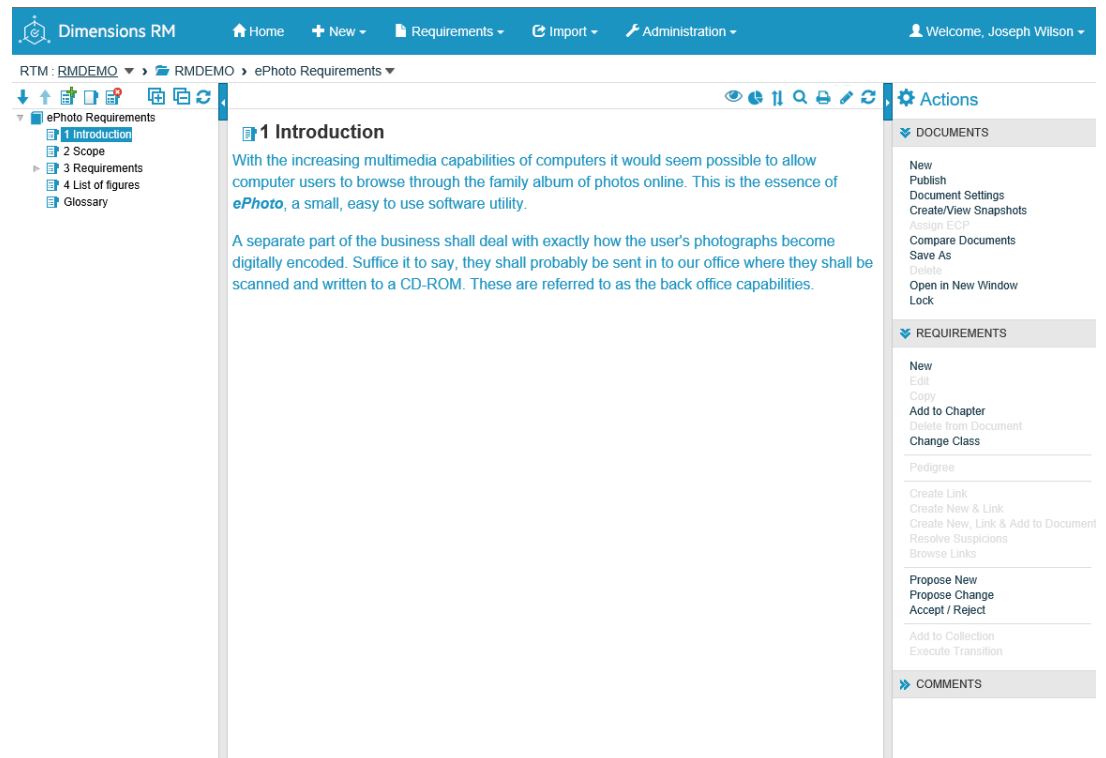 Dimensions RM
Home
New
Requirements
Import
Administration
Welcome, Joseph Wilson
RTM : RMDEMO › RMDEMO › ePhoto Requirements
ePhoto Requirements
1 Introduction
2 Scope
3 Requirements
4 List of figures
Glossary
1 Introduction
With the increasing multimedia capabilities of computers it would seem possible to allow
computer users to browse through the family album of photos online. This is the essence of
ePhoto, a small, easy to use software utility.
A separate part of the business shall deal with exactly how the user's photographs become
digitally encoded. Suffice it to say, they shall probably be sent in to our office where they shall be
scanned and written to a CD-ROM. These are referred to as the back office capabilities.
Actions
DOCUMENTS
New
Publish
Document Settings
Create/View Snapshots
Assign ECP
Compare Documents
Save As
Delete
Open in New Window
Lock
REQUIREMENTS
New
Edit
Copy
Add to Chapter
Delete from Document
Change Class
Pedigree
Create Link
Create New & Link
Create New, Link & Add to Document
Resolve Suspicions
Browse Links
Propose New
Propose Change
Accept / Reject
Add to Collection
Execute Transition
COMMENTS